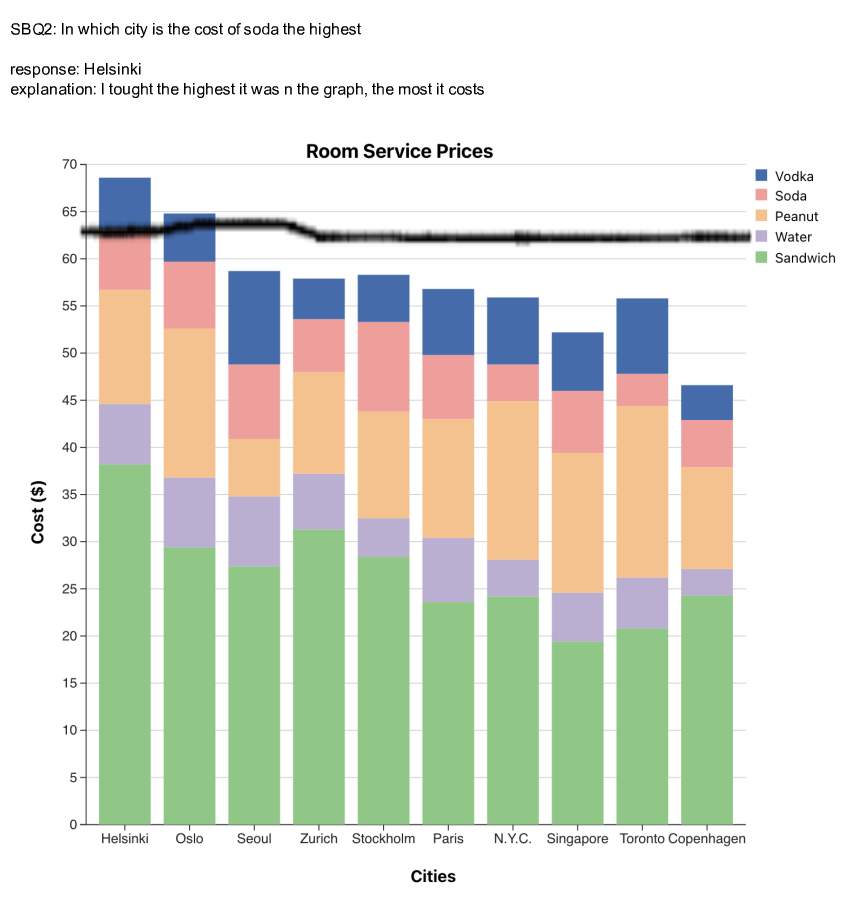 SBQ2: In which city is the cost of soda the highest
response: Helsinki
explanation: I tought the highest it was n the graph, the most it costs
Room Service Prices
70
65
60
55
50
45
40
35
30
25
20
15
10
5
0
Cost ($)
Vodka
Soda
Peanut
Water
Sandwich
Helsinki Oslo Seoul Zurich Stockholm Paris N.Y.C. Singapore Toronto Copenhagen
Cities